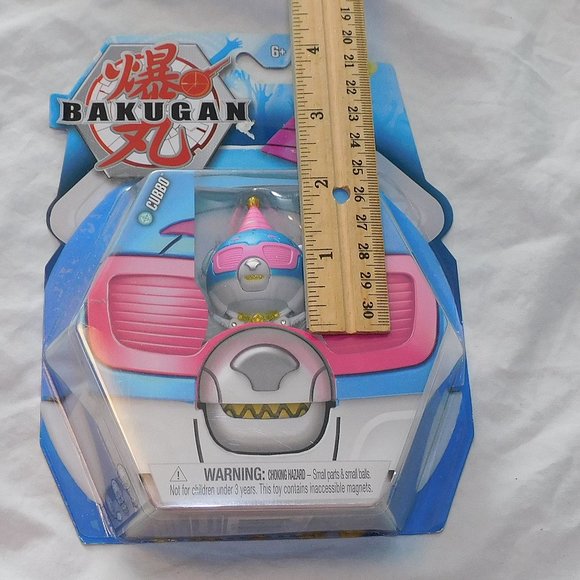 爆
BAKUGAN
丸
6+
CUBBO
19
20
21
22
23
24
25
26
27
28
29
30
4
3
2
1
WARNING: CHOKING HAZARD – Small parts & small balls.
Not for children under 3 years. This toy contains inaccessible magnets.